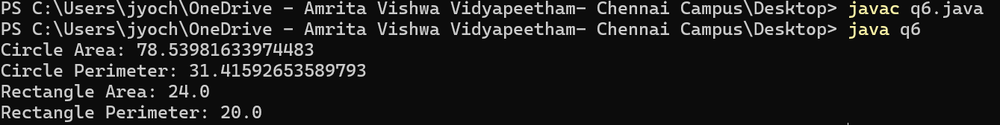 PS C:\Users\jyoch\OneDrive - Amrita Vishwa Vidyapeetham- Chennai Campus\Desktop> javac q6.java
PS C:\Users\jyoch\OneDrive - Amrita Vishwa Vidyapeetham- Chennai Campus\Desktop> java q6
Circle Area: 78.53981633974483
Circle Perimeter: 31.41592653589793
Rectangle Area: 24.0
Rectangle Perimeter: 20.0